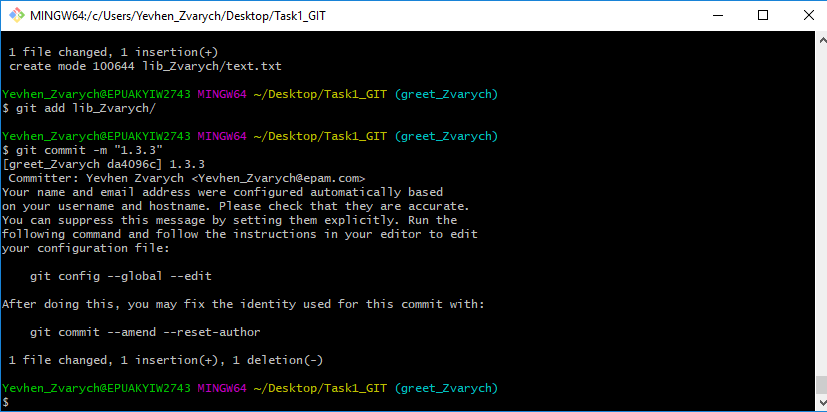 MINGW64:/c/Users/Yevhen_Zvarych/Desktop/Task1_GIT
1 file changed, 1 insertion(+)
create mode 100644 lib_Zvarych/text.txt
Yevhen_Zvarych@EPUAKYIW2743 MINGW64 ~/Desktop/Task1_GIT (greet_Zvarych)
$ git add lib_Zvarych/
Yevhen_Zvarych@EPUAKYIW2743 MINGW64 ~/Desktop/Task1_GIT (greet_Zvarych)
$ git commit -m "1.3.3"
[greet_Zvarych da4096c] 1.3.3
Committer: Yevhen Zvarych <Yevhen_Zvarych@epam.com>
Your name and email address were configured automatically based
on your username and hostname. Please check that they are accurate.
You can suppress this message by setting them explicitly. Run the
following command and follow the instructions in your editor to edit
your configuration file:
git config --global --edit
After doing this, you may fix the identity used for this commit with:
git commit --amend --reset-author
1 file changed, 1 insertion(+), 1 deletion(-)
Yevhen_Zvarych@EPUAKYIW2743 MINGW64 ~/Desktop/Task1_GIT (greet_Zvarych)
$